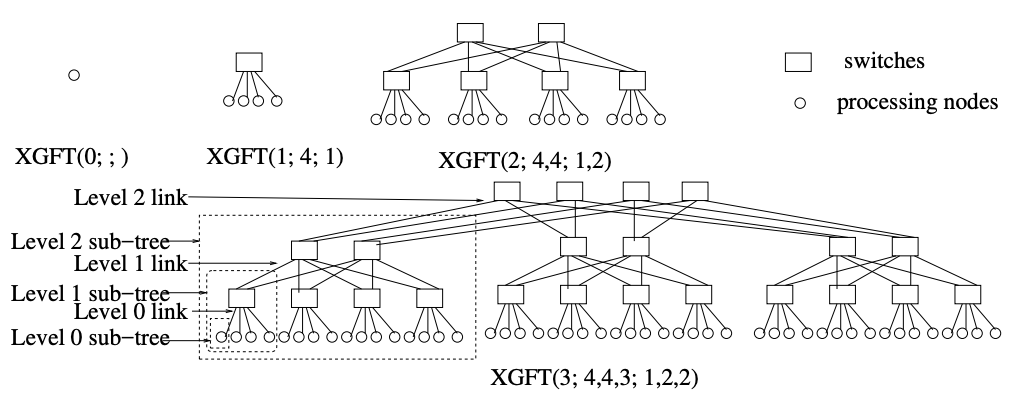 switches
processing nodes
XGFT(0; ; )
XGFT(1; 4; 1)
XGFT(2; 4,4; 1,2)
Level 2 link
Level 2 sub−tree
Level 1 link
Level 1 sub−tree
Level 0 link
Level 0 sub−tree
XGFT(3; 4,4,3; 1,2,2)